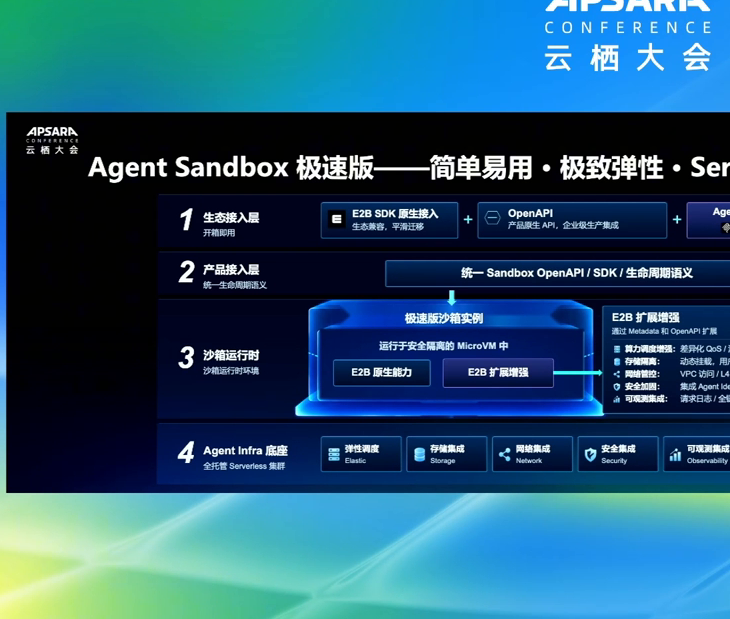 APSARA
CONFERENCE
云栖大会
APSARA
CONFERENCE
云栖大会
Agent Sandbox 极速版——简单易用·极致弹性·Ser
1 生态接入层
开箱即用
E2B SDK 原生接入
生态兼容，平滑迁移
+
OpenAPI
产品原生 API，企业级生产集成
+
Age
2 产品接入层
统一生命周期语义
统一 Sandbox OpenAPI / SDK / 生命周期语义
3 沙箱运行时
沙箱运行时环境
极速版沙箱实例
运行于安全隔离的 MicroVM 中
E2B 原生能力
E2B 扩展增强
E2B 扩展增强
通过 Metadata 和 OpenAPI 扩展
算力调度增强： 差异化 QoS /
存储隔离： 动态挂载，用
网络管控： VPC 访问 / L4
安全加固： 集成 Agent Ide
可观测集成： 请求日志 / 全
4 Agent Infra 底座
全托管 Serverless 集群
弹性调度
Elastic
存储集成
Storage
网络集成
Network
安全集成
Security
可观测集成
Observability